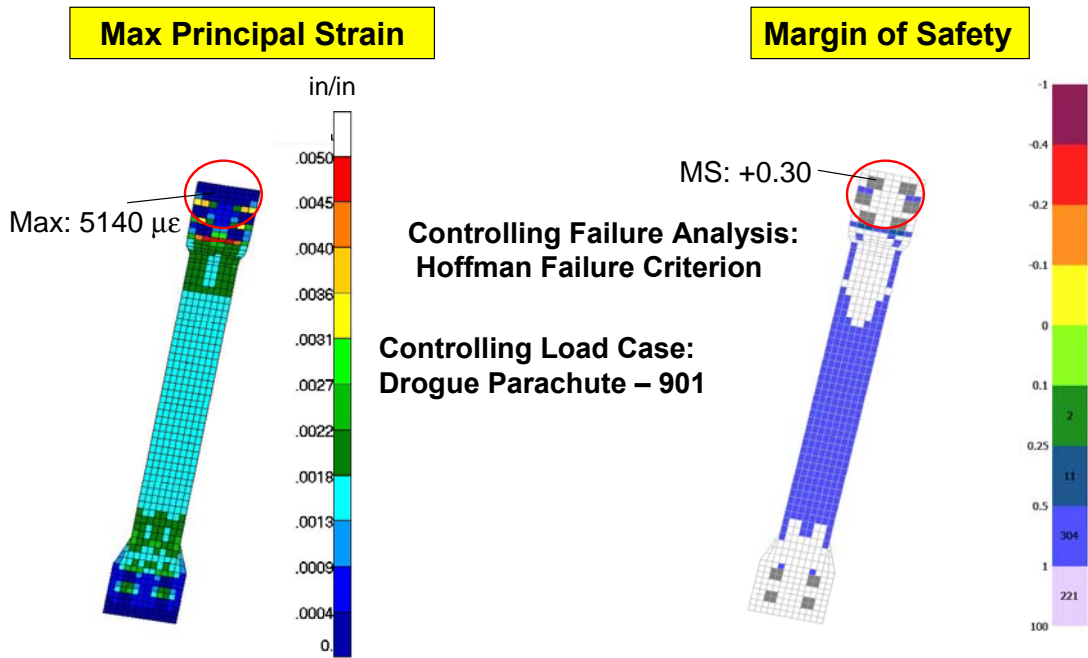 Max Principal Strain
Margin of Safety
in/in
.0050
.0045
.0040
.0036
.0031
.0027
.0022
.0018
.0013
.0009
.0004
0.
Max: 5140 με
MS: +0.30
Controlling Failure Analysis:
Hoffman Failure Criterion
Controlling Load Case:
Drogue Parachute – 901
-1
-0.4
-0.2
-0.1
0
0.1
2
0.25
11
0.5
304
1
221
100